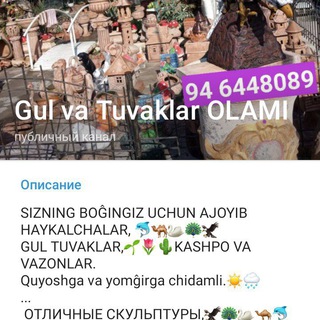 94 6448089
Gul va Tuvaklar OLAMI
публичный канал
Описание
SIZNING BOĞINGIZ UCHUN AJOYIB
HAYKALCHALAR, 🐬🐪🦢🦚🦅
GUL TUVAKLAR,🌱🌷🌵KASHPO VA
VAZONLAR.
Quyoshga va yomğirga chidamli.☀️🌧
...
ОТЛИЧНЫЕ СКУЛЬПТУРЫ,🦅🦚🦢🐪🐬